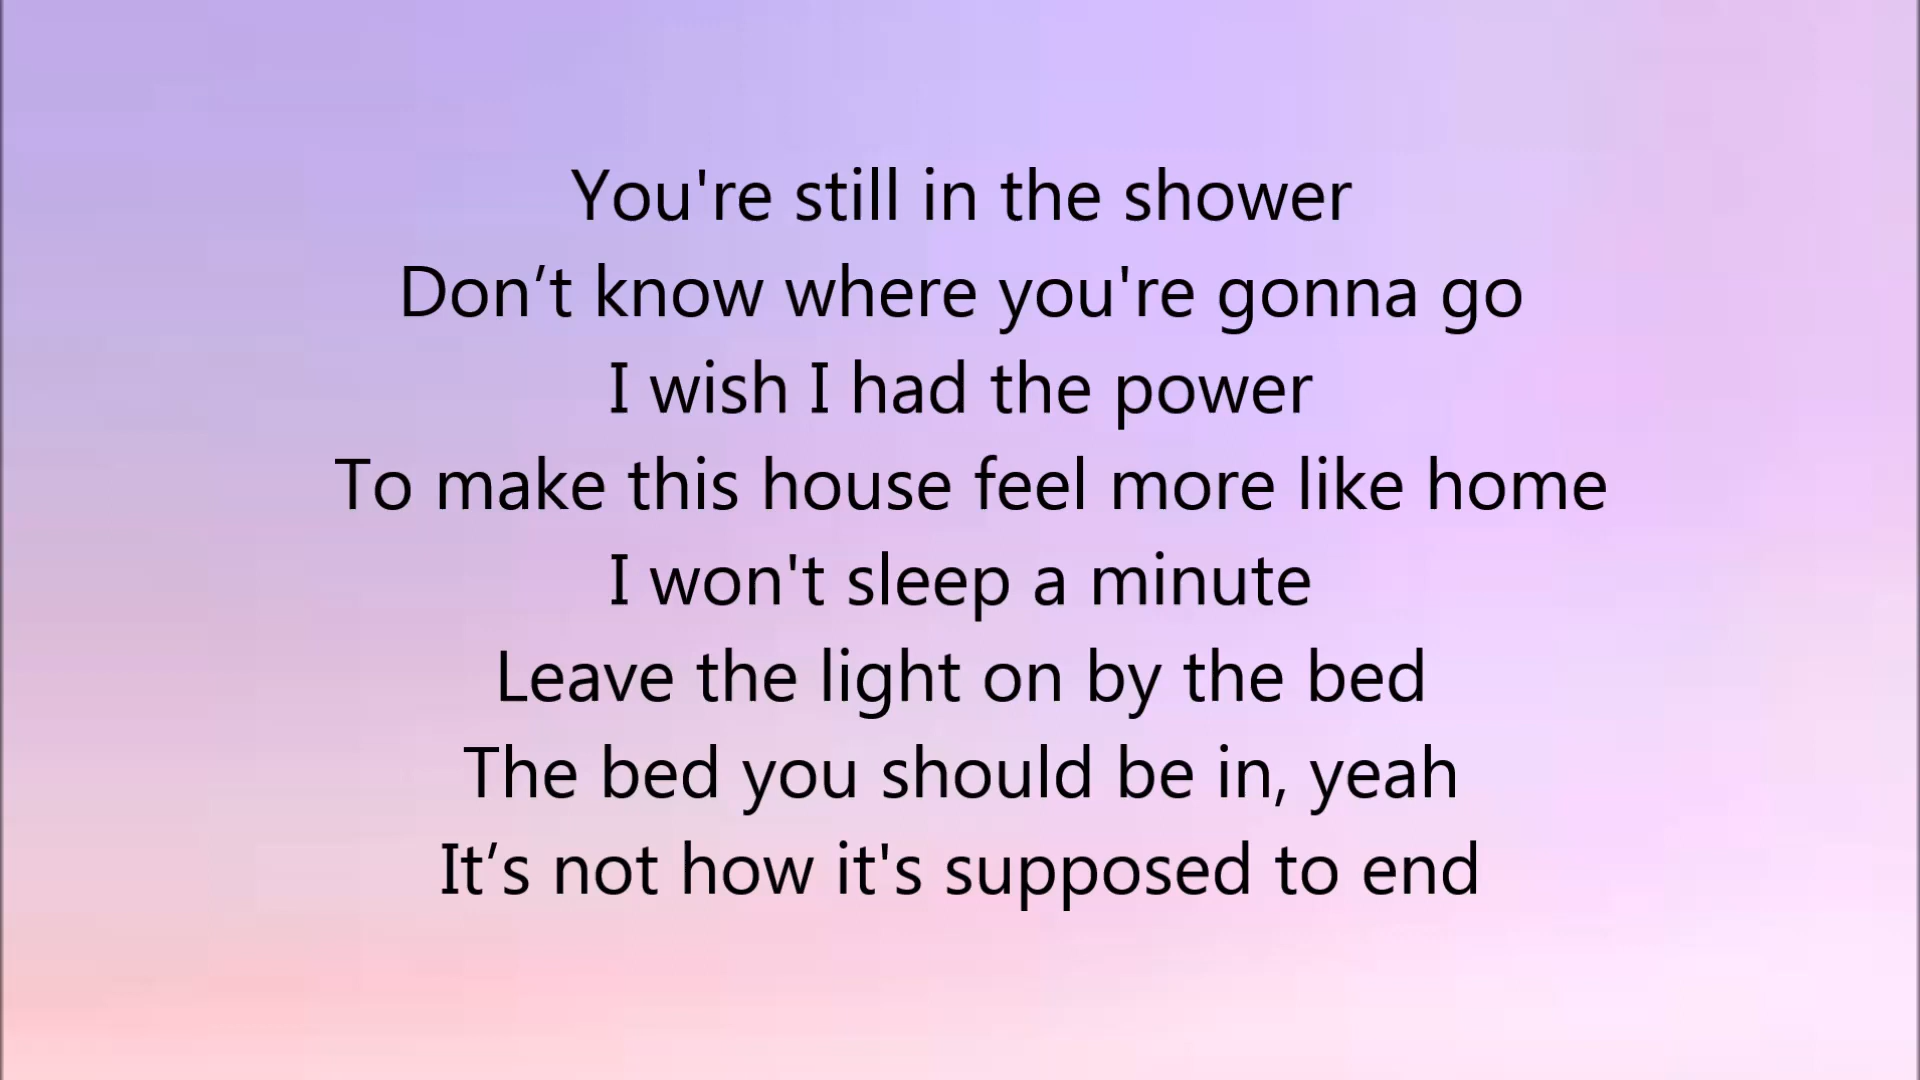 You're still in the shower
Don’t know where you're gonna go
I wish I had the power
To make this house feel more like home
I won't sleep a minute
Leave the light on by the bed
The bed you should be in, yeah
It’s not how it's supposed to end